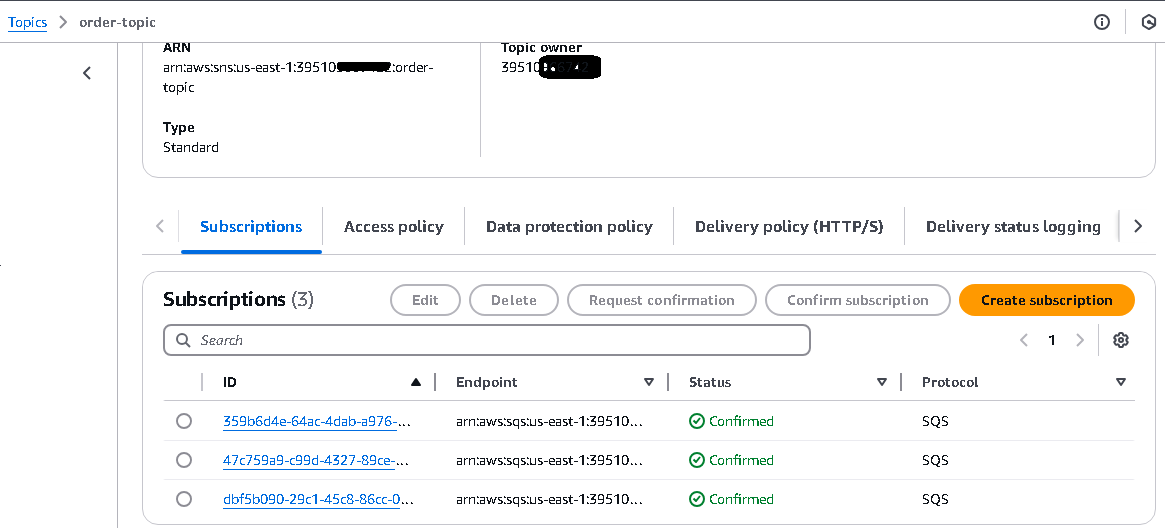 Topics > order-topic
ARN
arn:aws:sns:us-east-1:39510 :order-
topic
Topic owner
39510
Type
Standard
Subscriptions
Access policy
Data protection policy
Delivery policy (HTTP/S)
Delivery status logging
Subscriptions (3)
Edit
Delete
Request confirmation
Confirm subscription
Create subscription
Search
1
ID Endpoint Status Protocol
359b6d4e-64ac-4dab-a976-... arn:aws:sqs:us-east-1:39510... Confirmed SQS
47c759a9-c99d-4327-89ce-... arn:aws:sqs:us-east-1:39510... Confirmed SQS
dbf5b090-29c1-45c8-86cc-0... arn:aws:sqs:us-east-1:39510... Confirmed SQS